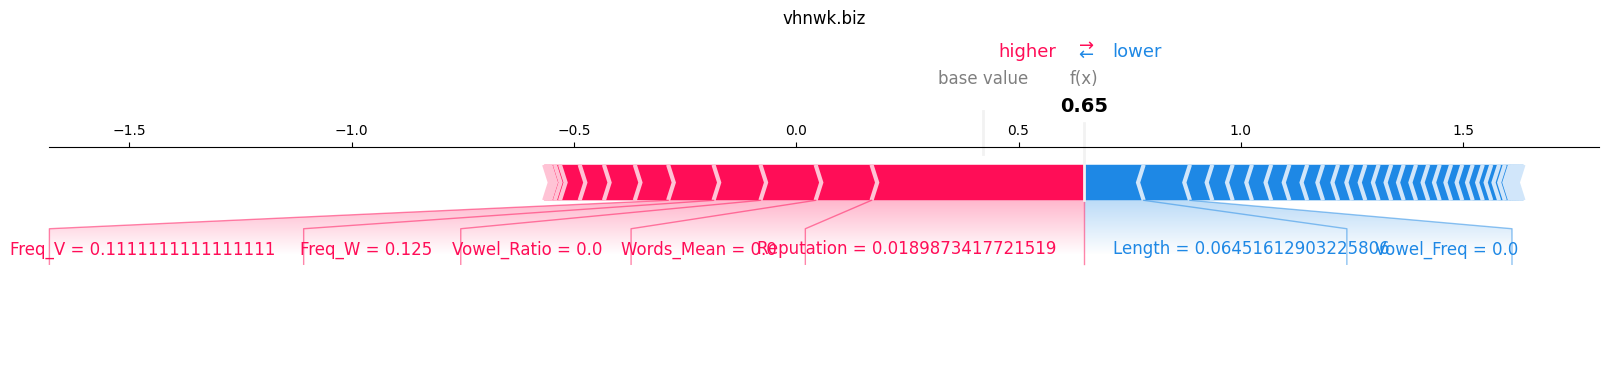 vhnwk.biz
higher ⇄ lower
base value f(x)
0.65
−1.5 −1.0 −0.5 0.0 0.5 1.0 1.5
Freq_V = 0.1111111111111111 Freq_W = 0.125 Vowel_Ratio = 0.0 Words_Mean = 0.0 Reputation = 0.0189873417721519 Length = 0.06451612903225806 Vowel_Freq = 0.0